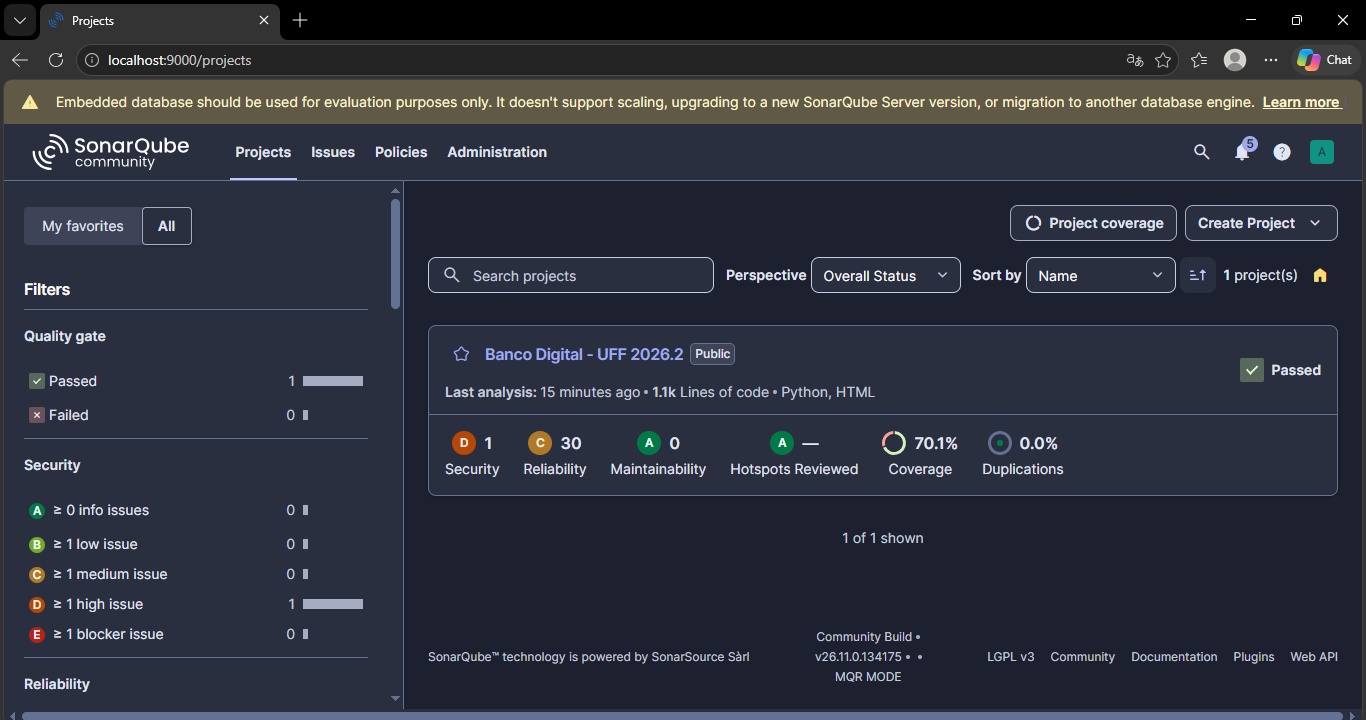 Projects
localhost:9000/projects
Chat
Embedded database should be used for evaluation purposes only. It doesn't support scaling, upgrading to a new SonarQube Server version, or migration to another database engine. Learn more
SonarQube
community
Projects Issues Policies Administration
5
?
A
My favorites All
Project coverage Create Project
Search projects Perspective Overall Status Sort by Name 1 project(s)
Filters
Quality gate
Passed 1
Failed 0
Security
A ≥ 0 info issues 0
B ≥ 1 low issue 0
C ≥ 1 medium issue 0
D ≥ 1 high issue 1
E ≥ 1 blocker issue 0
Reliability
Banco Digital - UFF 2026.2 Public
Passed
Last analysis: 15 minutes ago • 1.1k Lines of code • Python, HTML
D 1 C 30 A 0 A — 70.1% 0.0%
Security Reliability Maintainability Hotspots Reviewed Coverage Duplications
1 of 1 shown
SonarQube™ technology is powered by SonarSource Sàrl
Community Build •
v26.11.0.134175 • •
MQR MODE
LGPL v3 Community Documentation Plugins Web API